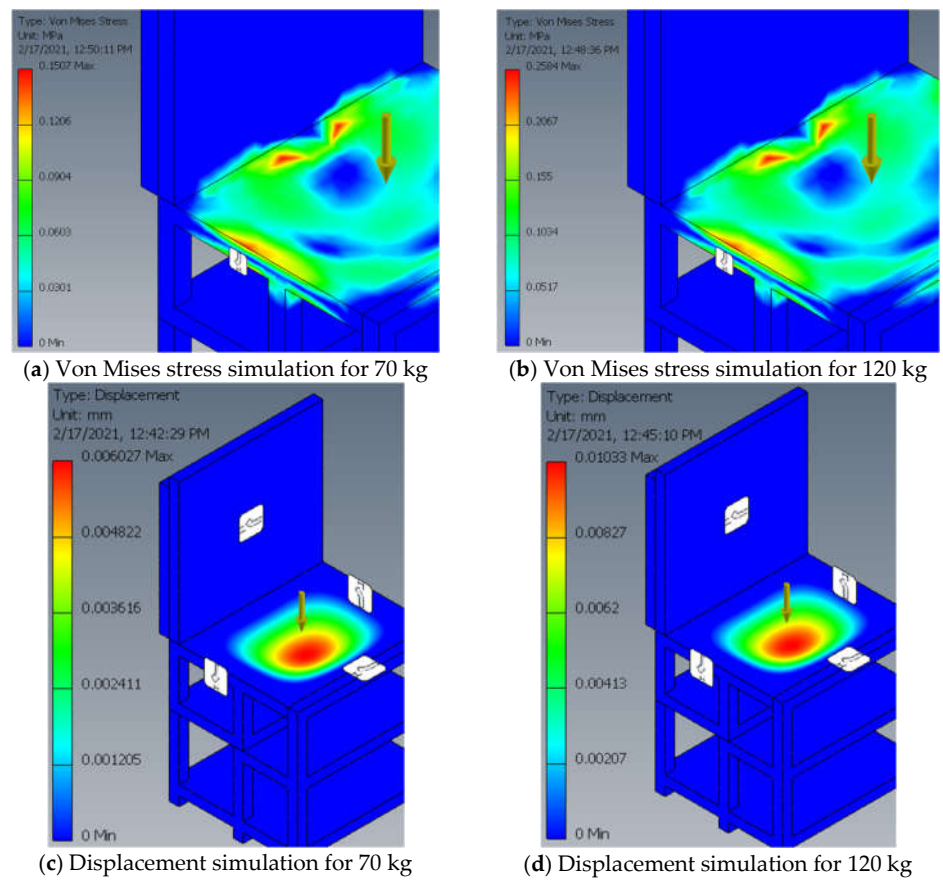 Type: Von Mises Stress
Unit: MPa
2/17/2021, 12:50:11 PM
0.1507 Max
0.1206
0.0904
0.0603
0.0301
0 Min
(a) Von Mises stress simulation for 70 kg
Type: Von Mises Stress
Unit: MPa
2/17/2021, 12:48:36 PM
0.2584 Max
0.2067
0.155
0.1034
0.0517
0 Min
(b) Von Mises stress simulation for 120 kg
Type: Displacement
Unit: mm
2/17/2021, 12:42:29 PM
0.006027 Max
0.004822
0.003616
0.002411
0.001205
0 Min
(c) Displacement simulation for 70 kg
Type: Displacement
Unit: mm
2/17/2021, 12:45:10 PM
0.01033 Max
0.00827
0.0062
0.00413
0.00207
0 Min
(d) Displacement simulation for 120 kg